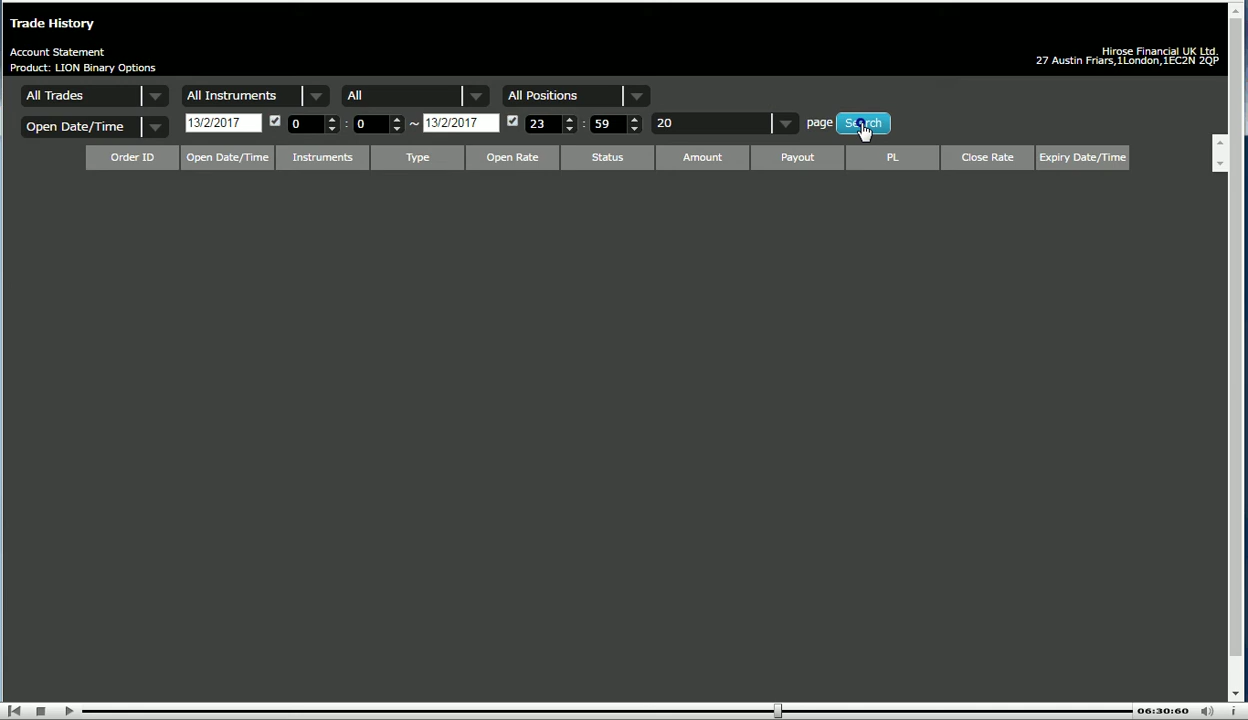 Trade History
Account Statement
Product: LION Binary Options
Hirose Financial UK Ltd.
27 Austin Friars,1London,1EC2N 2QP
All Trades All Instruments All All Positions
Open Date/Time 13/2/2017 0 : 0 ~ 13/2/2017 23 : 59 20 page Search
Order ID Open Date/Time Instruments Type Open Rate Status Amount Payout PL Close Rate Expiry Date/Time
06:30:60 i